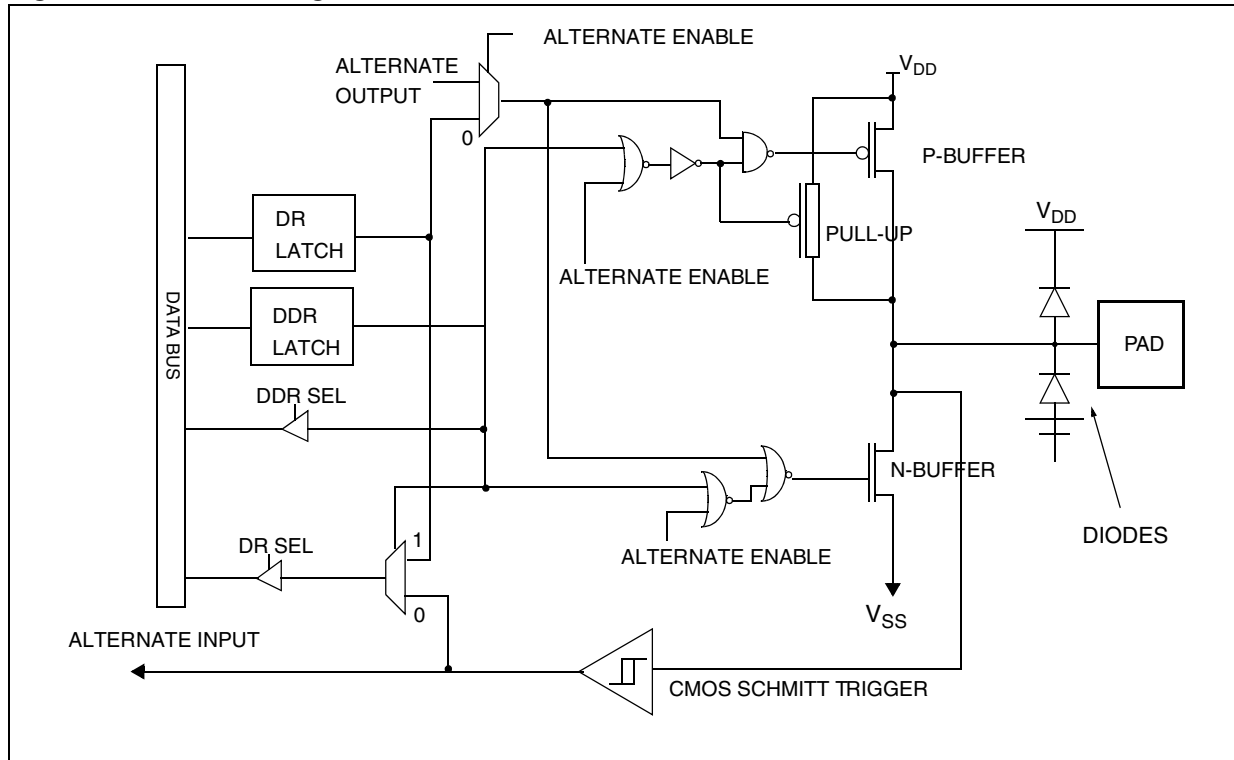 ALTERNATE ENABLE
ALTERNATE
OUTPUT
0
VDD
P-BUFFER
DR
LATCH
PULL-UP
VDD
ALTERNATE ENABLE
DATA BUS
DDR
LATCH
PAD
DDR SEL
N-BUFFER
DIODES
1
DR SEL
ALTERNATE ENABLE
0
VSS
ALTERNATE INPUT
CMOS SCHMITT TRIGGER